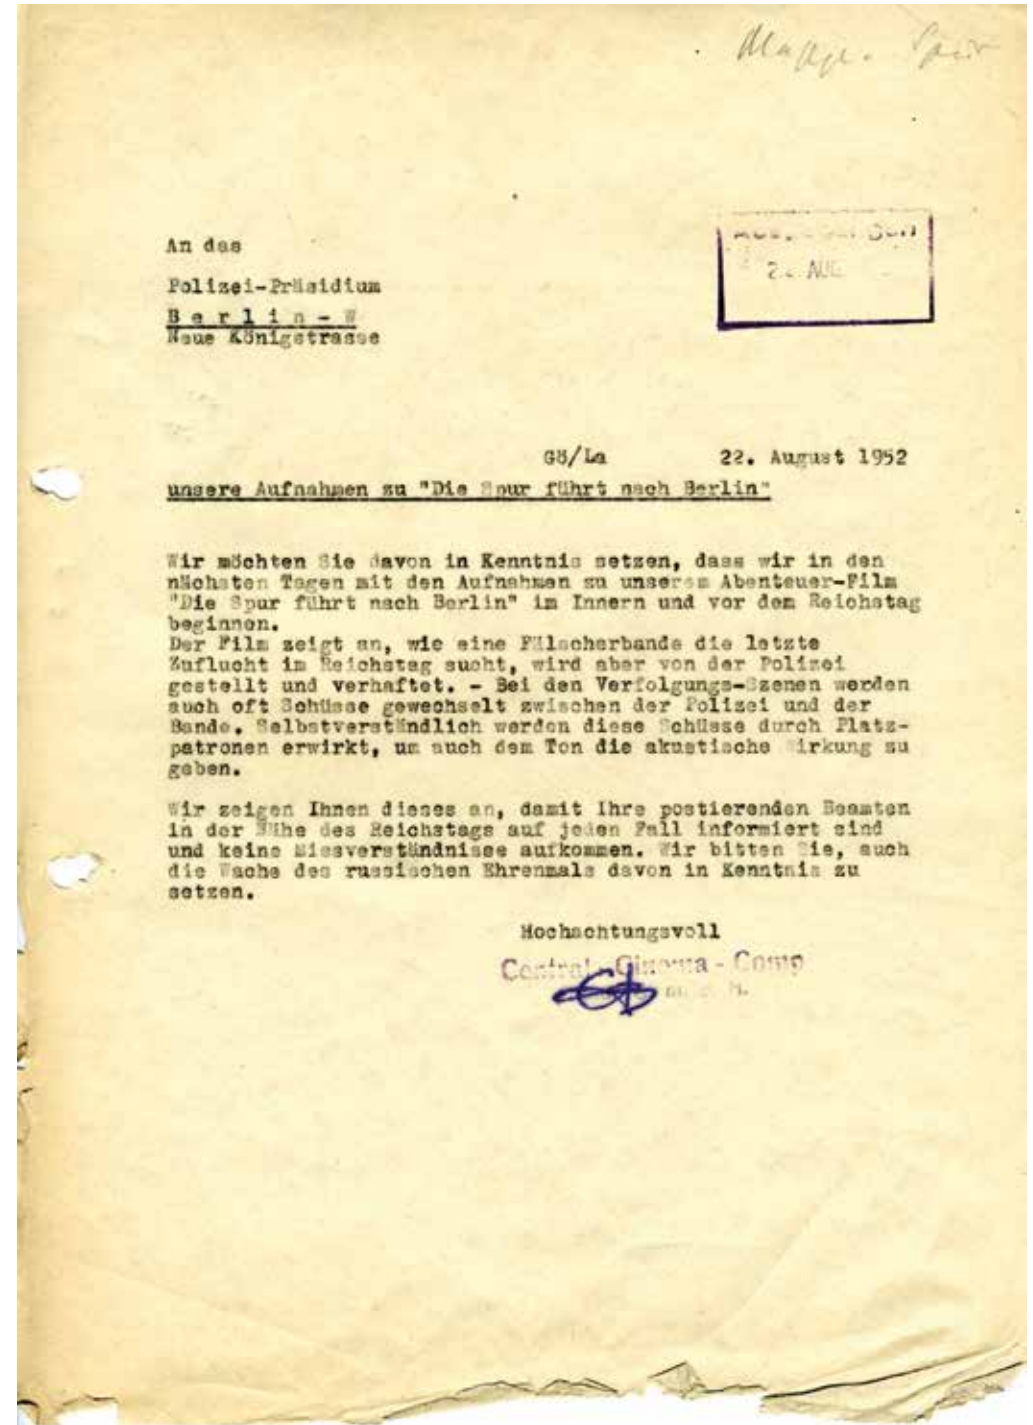 An das
Polizei-Präsidium
Berlin - W
Neue Königstrasse
22. AUG
Gö/La 22. August 1952
unsere Aufnahmen zu "Die Spur führt nach Berlin"
Wir möchten Sie davon in Kenntnis setzen, dass wir in den
nächsten Tagen mit den Aufnahmen zu unserem Abenteuer-Film
"Die Spur führt nach Berlin" im Innern und vor dem Reichstag
beginnen.
Der Film zeigt an, wie eine Fälscherbande die letzte
Zuflucht im Reichstag sucht, wird aber von der Polizei
gestellt und verhaftet. - Bei den Verfolgungs-Szenen werden
auch oft Schüsse gewechselt zwischen der Polizei und der
Bande. Selbstverständlich werden diese Schüsse durch Platz-
patronen erwirkt, um auch dem Ton die akustische Wirkung zu
geben.
Wir zeigen Ihnen dieses an, damit Ihre postierenden Beamten
in der Nähe des Reichstags auf jeden Fall informiert sind
und keine Missverständnisse aufkommen. Wir bitten Sie, auch
die Wache des russischen Ehrenmals davon in Kenntnis zu
setzen.
Hochachtungsvoll
Central - Cinema - Comp